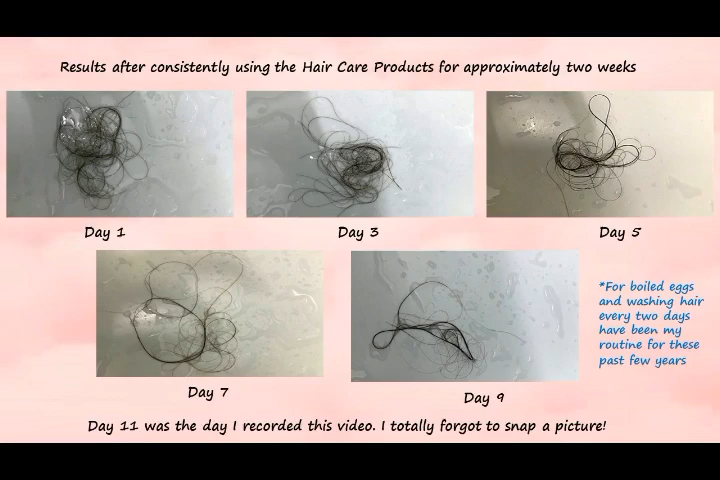 Results after consistently using the Hair Care Products for approximately two weeks
Day 1
Day 3
Day 5
Day 7
Day 9
*For boiled eggs
and washing hair
every two days
have been my
routine for these
past few years
Day 11 was the day I recorded this video. I totally forgot to snap a picture!